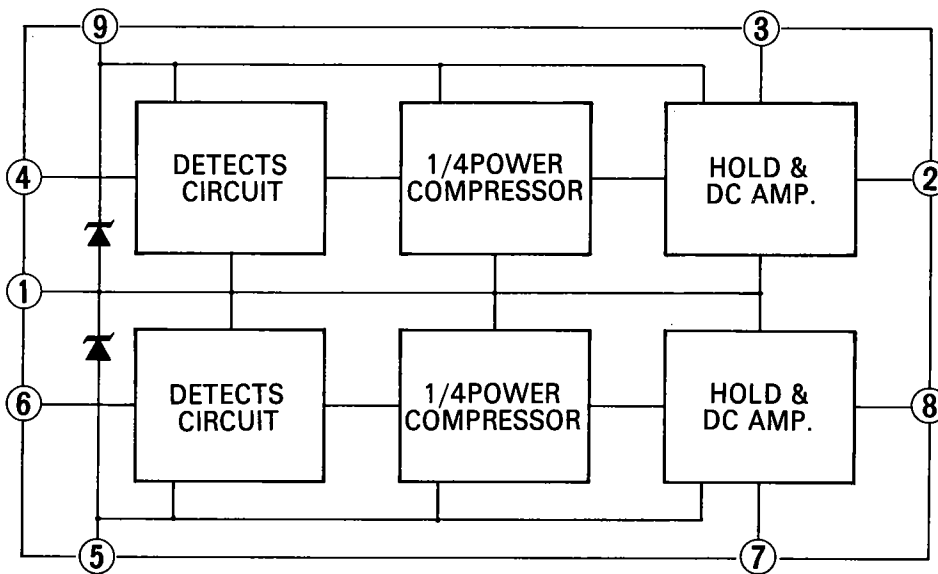 9
3
DETECTS
CIRCUIT
1/4POWER
COMPRESSOR
HOLD &
DC AMP.
4
2
1
DETECTS
CIRCUIT
1/4POWER
COMPRESSOR
HOLD &
DC AMP.
6
8
5
7